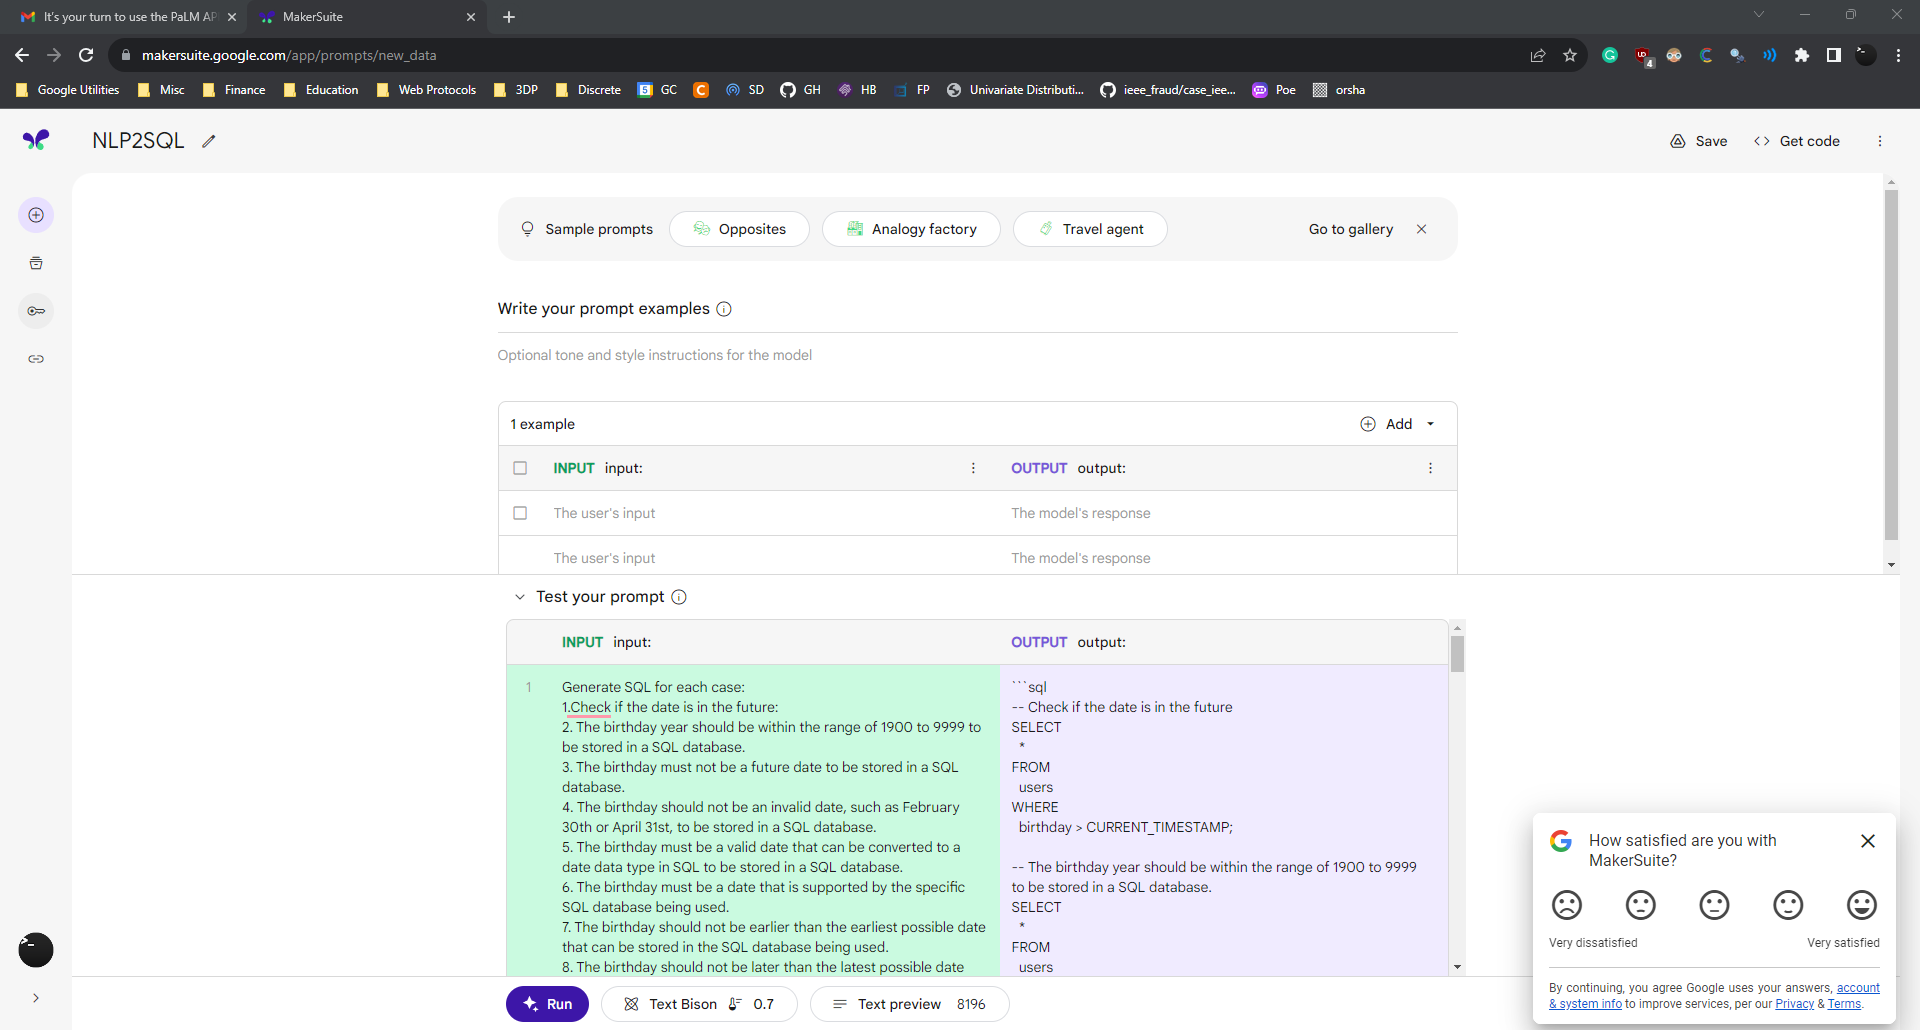 It's your turn to use the PaLM AP
MakerSuite
makersuite.google.com/app/prompts/new_data
4
Google Utilities
Misc
Finance
Education
Web Protocols
3DP
Discrete
GC
SD
GH
HB
FP
Univariate Distributi...
ieee_fraud/case_iee...
Poe
orsha
NLP2SQL
Save
Get code
Sample prompts
Opposites
Analogy factory
Travel agent
Go to gallery
Write your prompt examples
Optional tone and style instructions for the model
1 example
Add
INPUT input:
OUTPUT output:
The user's input
The model's response
The user's input
The model's response
Test your prompt
INPUT input:
OUTPUT output:
1
Generate SQL for each case:
1.Check if the date is in the future:
2. The birthday year should be within the range of 1900 to 9999 to
be stored in a SQL database.
3. The birthday must not be a future date to be stored in a SQL
database.
4. The birthday should not be an invalid date, such as February
30th or April 31st, to be stored in a SQL database.
5. The birthday must be a valid date that can be converted to a
date data type in SQL to be stored in a SQL database.
6. The birthday must be a date that is supported by the specific
SQL database being used.
7. The birthday should not be earlier than the earliest possible date
that can be stored in the SQL database being used.
8. The birthday should not be later than the latest possible date
```sql
-- Check if the date is in the future
SELECT
*
FROM
users
WHERE
birthday > CURRENT_TIMESTAMP;
-- The birthday year should be within the range of 1900 to 9999
to be stored in a SQL database.
SELECT
*
FROM
users
Run
Text Bison
0.7
Text preview
8196
How satisfied are you with
MakerSuite?
Very dissatisfied
Very satisfied
By continuing, you agree Google uses your answers, account
& system info to improve services, per our Privacy & Terms.